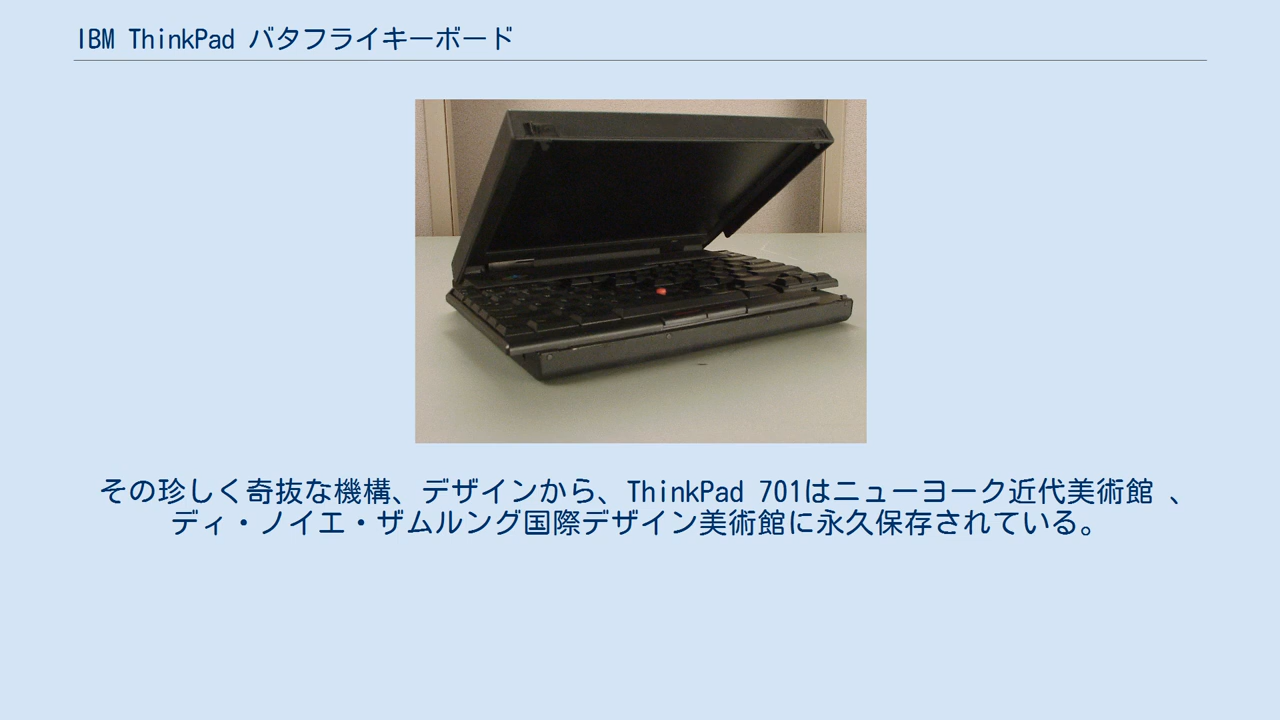 IBM ThinkPad バタフライキーボード
その珍しく奇抜な機構、デザインから、ThinkPad 701はニューヨーク近代美術館 、
ディ・ノイエ・ザムルング国際デザイン美術館に永久保存されている。